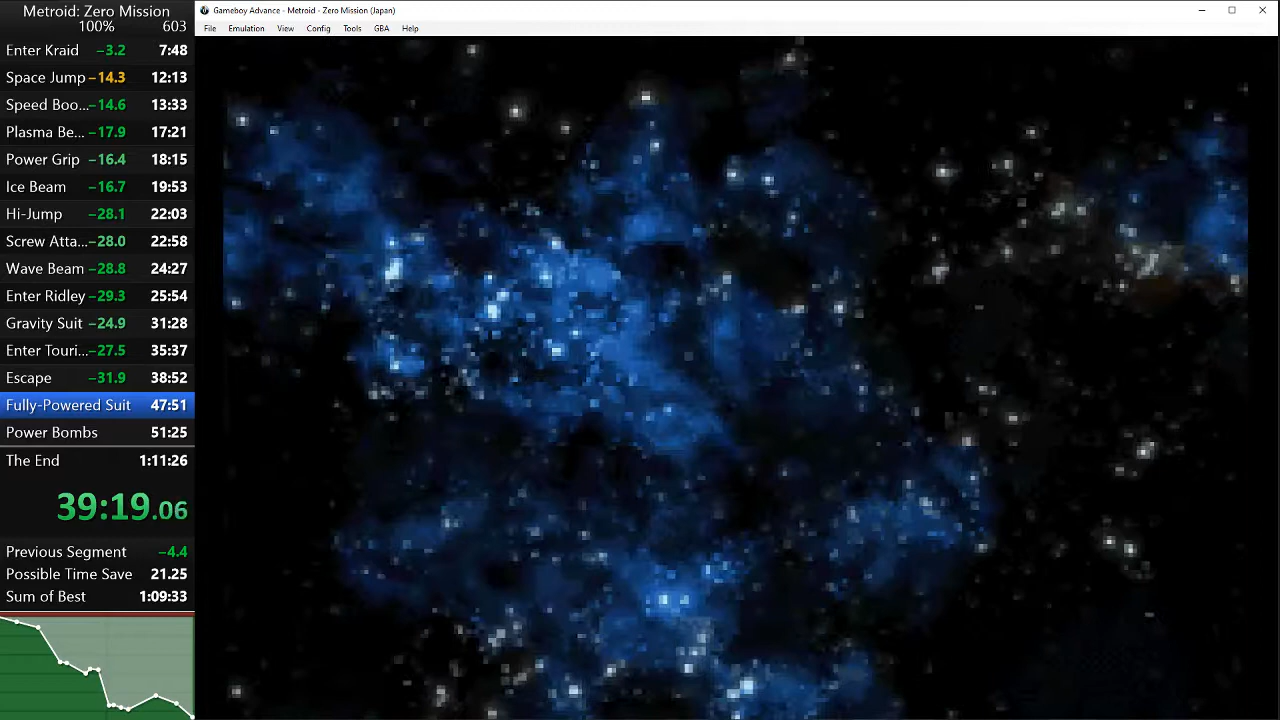 Metroid: Zero Mission
100% 603
Enter Kraid −3.2 7:48
Space Jump −14.3 12:13
Speed Boo... −14.6 13:33
Plasma Be... −17.9 17:21
Power Grip −16.4 18:15
Ice Beam −16.7 19:53
Hi-Jump −28.1 22:03
Screw Atta... −28.0 22:58
Wave Beam −28.8 24:27
Enter Ridley −29.3 25:54
Gravity Suit −24.9 31:28
Enter Touri... −27.5 35:37
Escape −31.9 38:52
Fully-Powered Suit 47:51
Power Bombs 51:25
The End 1:11:26
39:19.06
Previous Segment −4.4
Possible Time Save 21.25
Sum of Best 1:09:33
Gameboy Advance - Metroid - Zero Mission (Japan)
File Emulation View Config Tools GBA Help